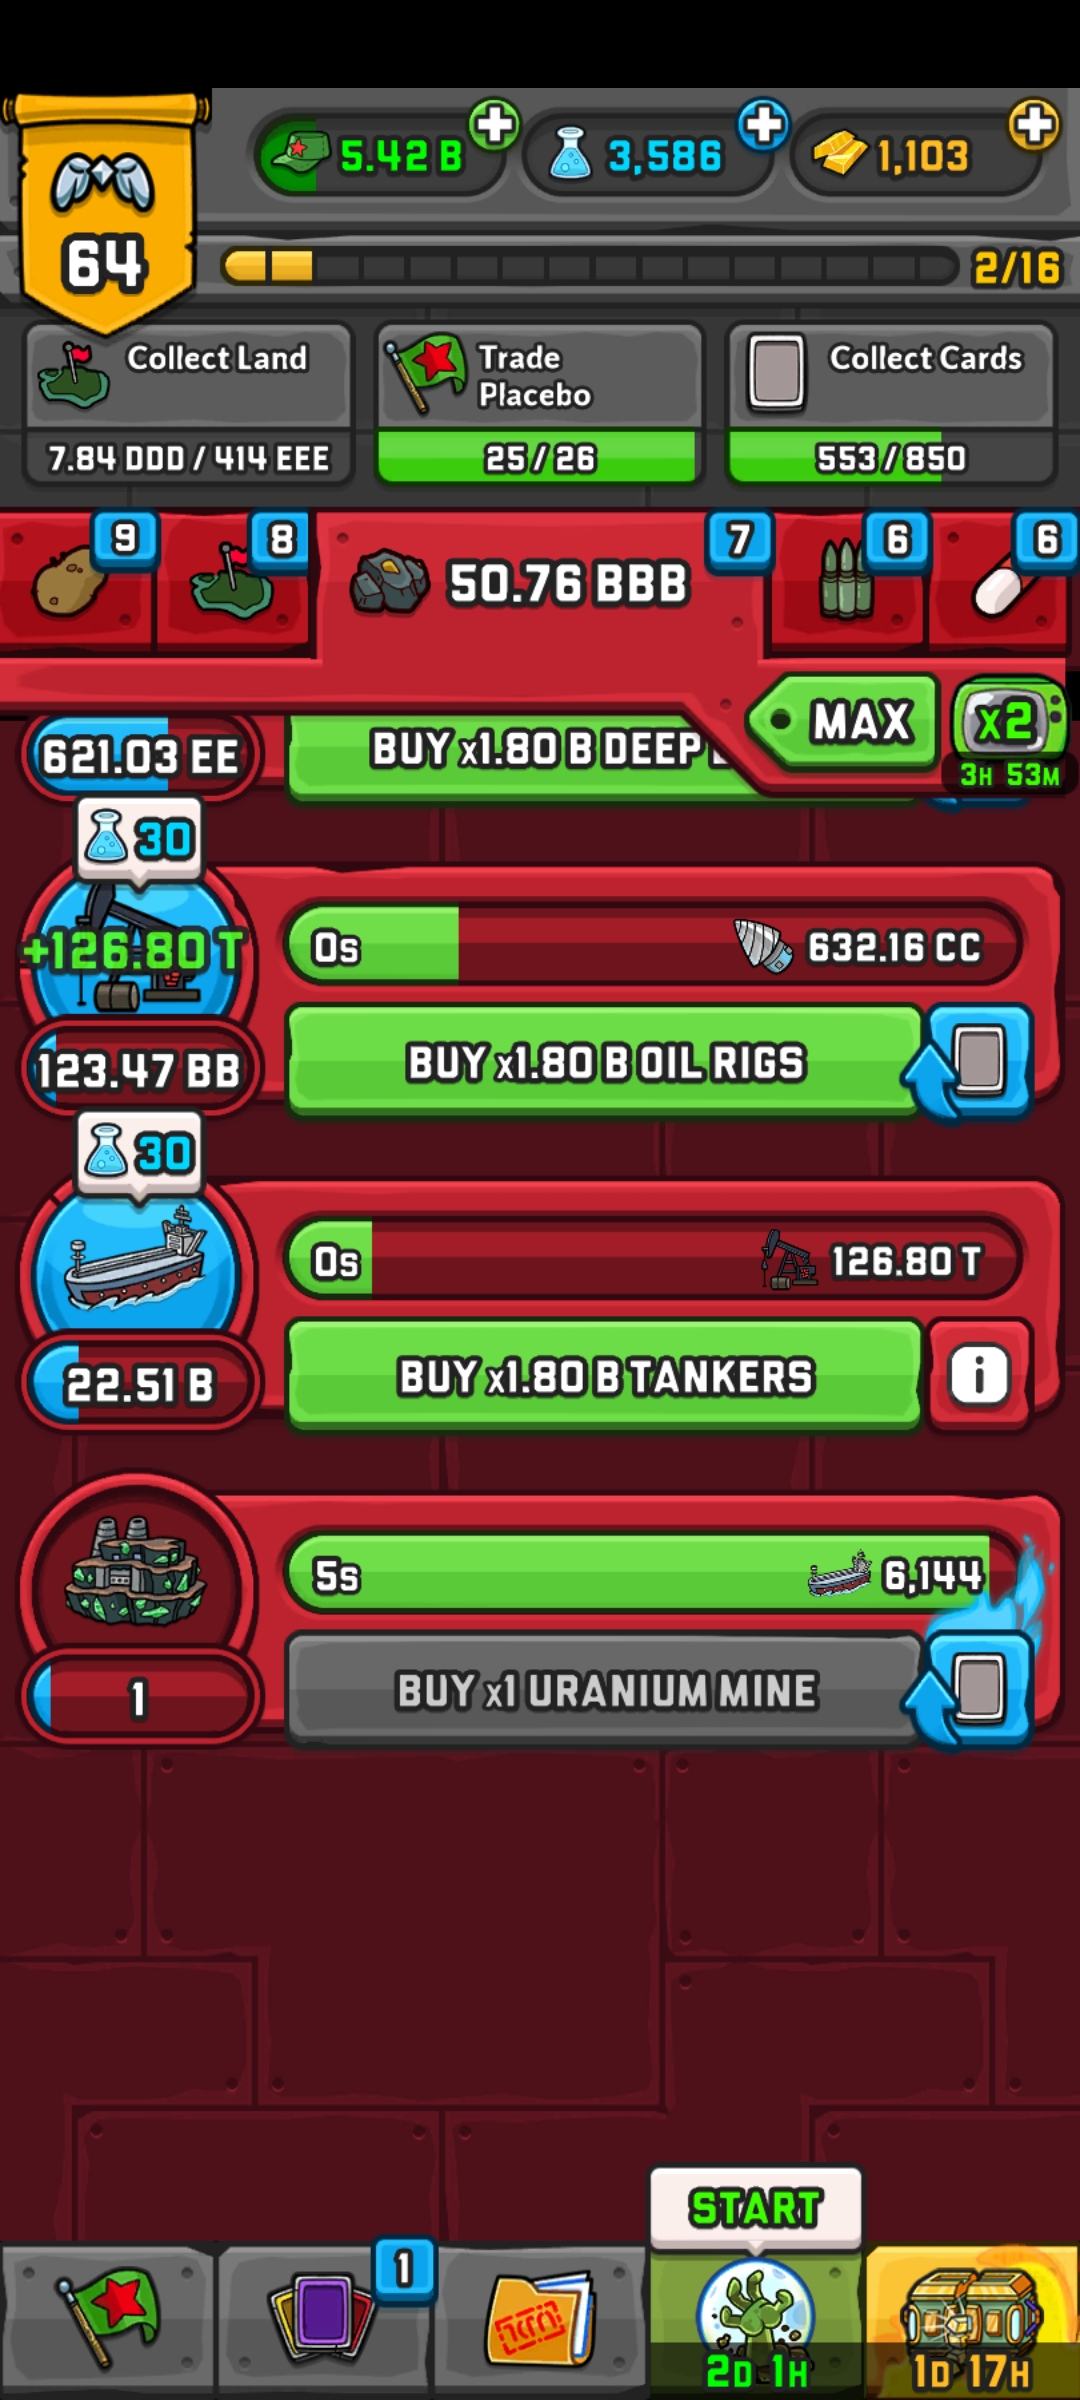 5.42 B
3,586
1,103
64
2/16
Collect Land
7.84 DDD / 414 EEE
Trade
Placebo
25 / 26
Collect Cards
553 / 850
9
8
50.76 BBB
7
6
6
MAX
x2
3H 53M
621.03 EE
BUY x1.80 B DEEP
30
+126.80 T
0s
632.16 CC
123.47 BB
BUY x1.80 B OIL RIGS
30
0s
126.80 T
22.51 B
BUY x1.80 B TANKERS
i
5s
6,144
1
BUY x1 URANIUM MINE
START
1
2D 1H
1D 17H